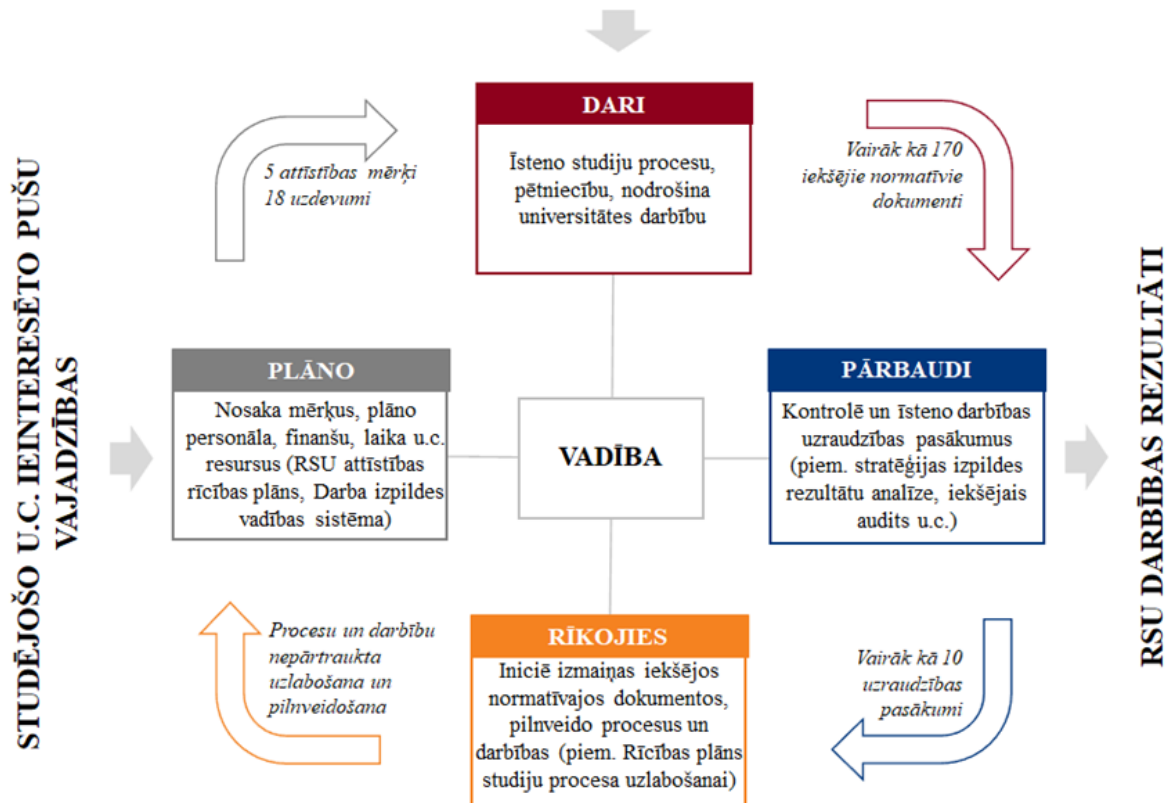 STUDĒJOŠO U.C. IEINTERESĒTO PUŠU
VAJADZĪBAS
5 attīstības mērķi
18 uzdevumi
DARI
Īsteno studiju procesu,
pētniecību, nodrošina
universitātes darbību
Vairāk kā 170
iekšējie normatīvie
dokumenti
PLĀNO
Nosaka mērķus, plāno
personāla, finanšu, laika u.c.
resursus (RSU attīstības
rīcības plāns, Darba izpildes
vadības sistēma)
VADĪBA
PĀRBAUDI
Kontrolē un īsteno darbības
uzraudzības pasākumus
(piem. stratēģijas izpildes
rezultātu analīze, iekšējais
audits u.c.)
Procesu un darbību
nepārtraukta
uzlabošana un
pilnveidošana
RĪKOJIES
Iniciē izmaiņas iekšējos
normatīvajos dokumentos,
pilnveido procesus un
darbības (piem. Rīcības plāns
studiju procesa uzlabošanai)
Vairāk kā 10
uzraudzības
pasākumi
RSU DARBĪBAS REZULTĀTI